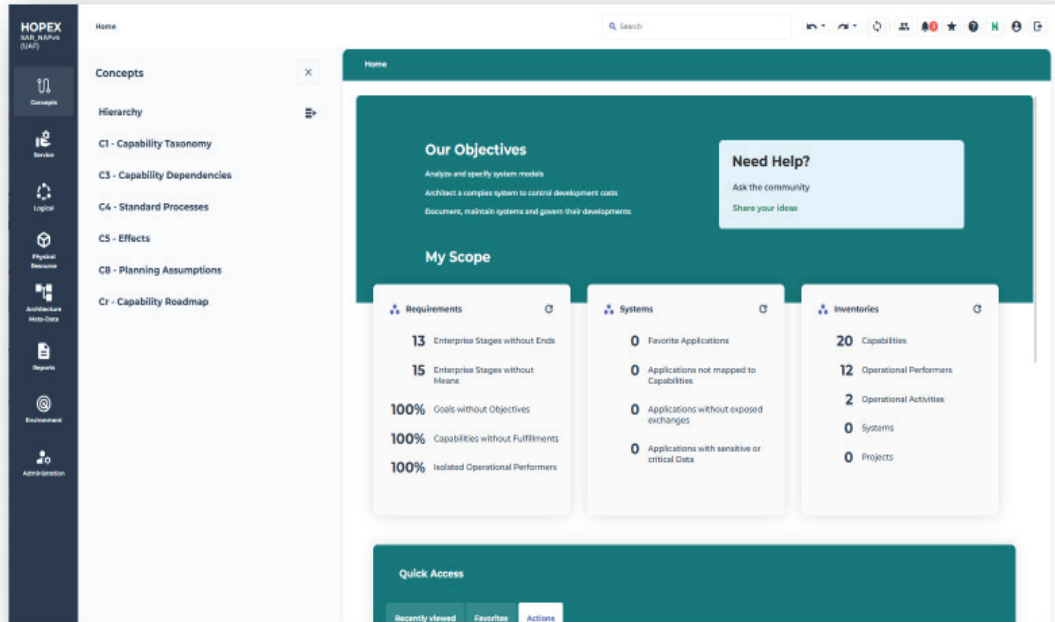 HOPEX
SAR_NAFv4
(UAF)
Home
Search
Concepts
Service
Logical
Physical
Resource
Architecture
Meta-Data
Reports
Environment
Administration
Concepts
Hierarchy
C1 - Capability Taxonomy
C3 - Capability Dependencies
C4 - Standard Processes
C5 - Effects
C8 - Planning Assumptions
Cr - Capability Roadmap
Home
Our Objectives
Analyze and specify system models
Architect a complex system to control development costs
Document, maintain systems and govern their developments
Need Help?
Ask the community
Share your ideas
My Scope
Requirements
13 Enterprise Stages without Ends
15 Enterprise Stages without
Means
100% Goals without Objectives
100% Capabilities without Fulfillments
100% Isolated Operational Performers
Systems
0 Favorite Applications
0 Applications not mapped to
Capabilities
0 Applications without exposed
exchanges
0 Applications with sensitive or
critical Data
Inventories
20 Capabilities
12 Operational Performers
2 Operational Activities
0 Systems
0 Projects
Quick Access
Recently viewed
Favorites
Actions